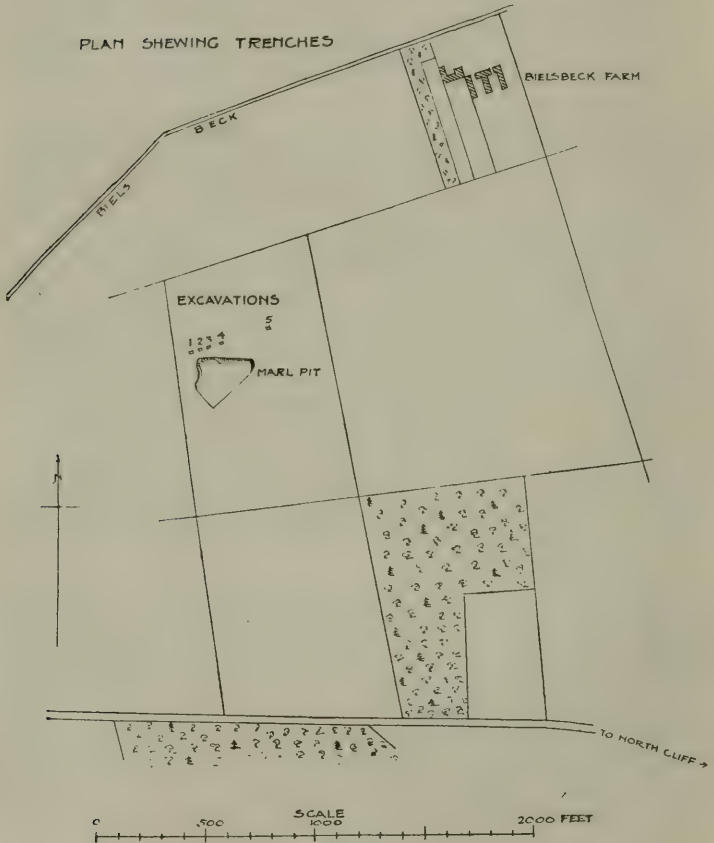 PLAN SHEWING TRENCHES
BIELSBECK FARM
BIELS BECK
EXCAVATIONS
1 2 3 4 5
MARL PIT
N
TO NORTH CLIFF →
SCALE
0 500 1000 2000 FEET